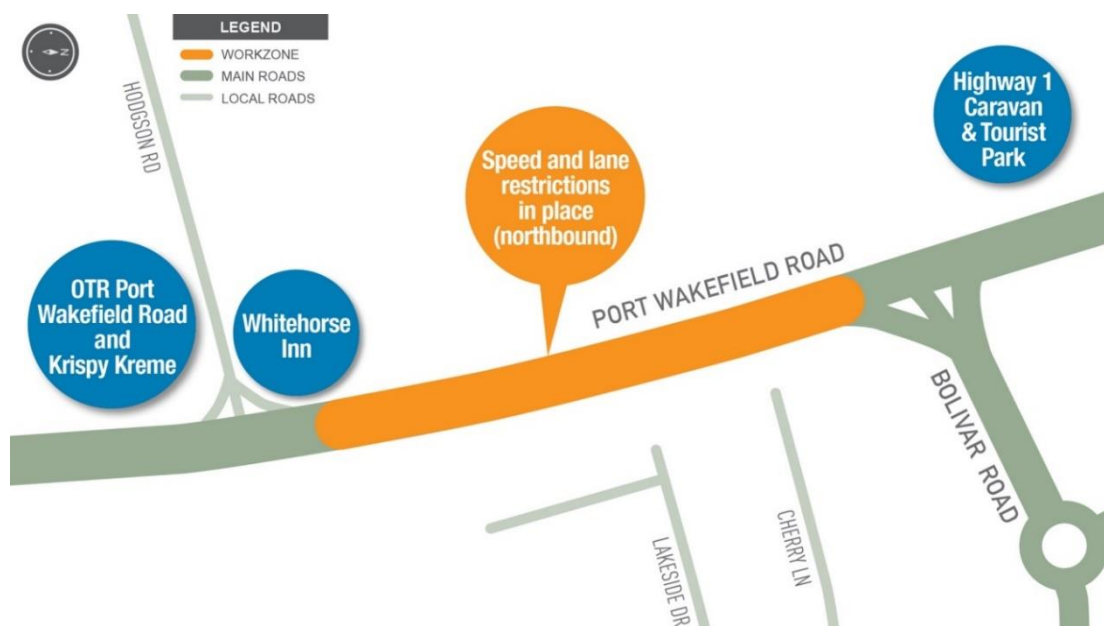 LEGEND
WORKZONE
MAIN ROADS
LOCAL ROADS
N
HODGSON RD
Highway 1
Caravan
& Tourist
Park
Speed and lane
restrictions
in place
(northbound)
PORT WAKEFIELD ROAD
OTR Port
Wakefield Road
and
Krispy Kreme
Whitehorse
Inn
BOLIVAR ROAD
LAKESIDE DR
CHERRY LN